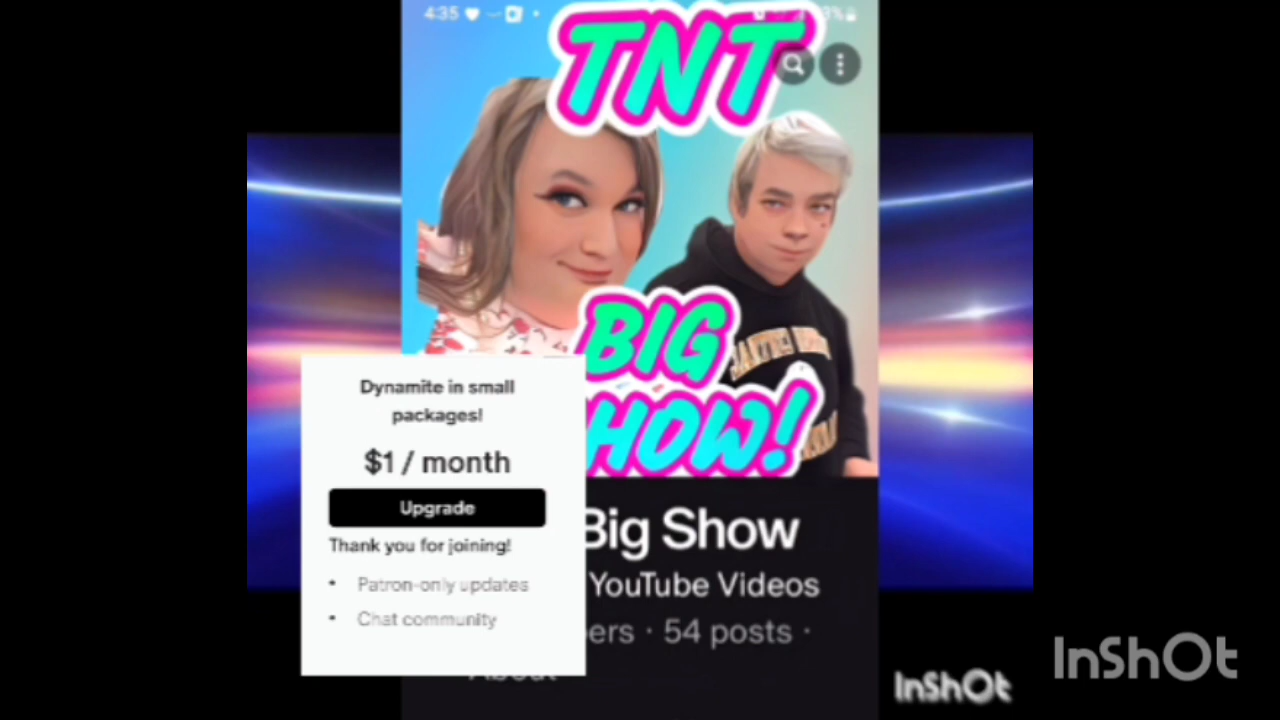 4:35
TNT
BIG
HOW!
Dynamite in small
packages!
$1 / month
Upgrade
Thank you for joining!
• Patron-only updates
• Chat community
Big Show
YouTube Videos
ers · 54 posts ·
About
InShOt
InShOt